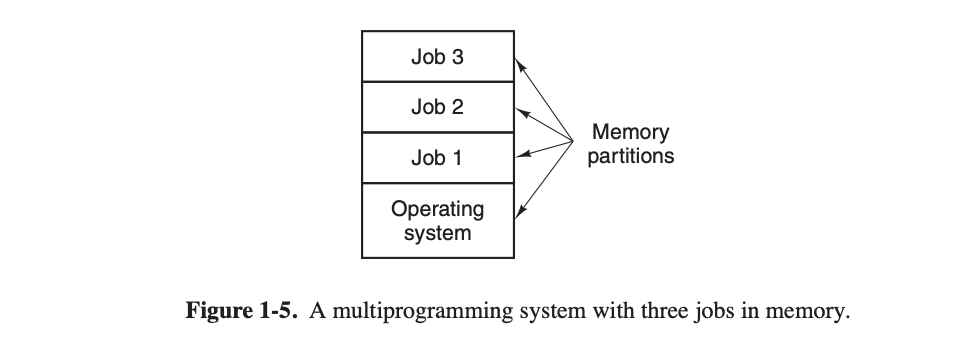 Job 3
Job 2
Job 1
Operating
system
Memory
partitions
Figure 1-5. A multiprogramming system with three jobs in memory.